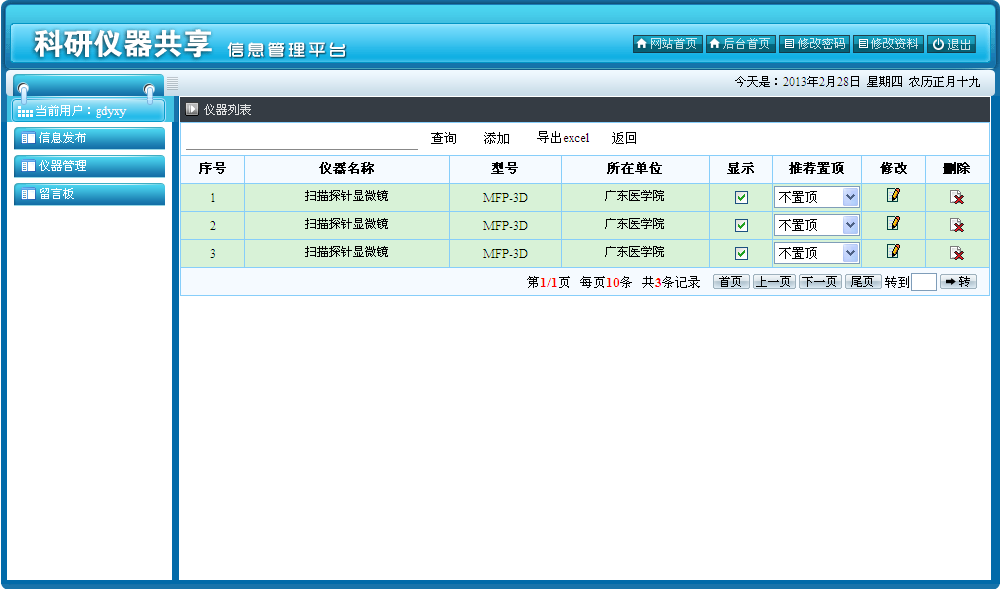 科研仪器共享 信息管理平台
网站首页 后台首页 修改密码 修改资料 退出
今天是：2013年2月28日 星期四 农历正月十九
当前用户：gdyxy
信息发布
仪器管理
留言板
仪器列表
查询 添加 导出excel 返回
序号 仪器名称 型号 所在单位 显示 推荐置顶 修改 删除
1 扫描探针显微镜 MFP-3D 广东医学院 不置顶
2 扫描探针显微镜 MFP-3D 广东医学院 不置顶
3 扫描探针显微镜 MFP-3D 广东医学院 不置顶
第1/1页 每页10条 共3条记录 首页 上一页 下一页 尾页 转到 转